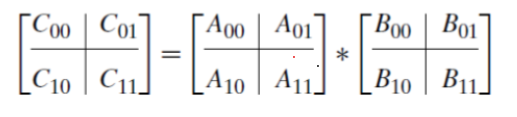 C00 C01 = A00 A01 * B00 B01
C10 C11 A10 A11 B10 B11